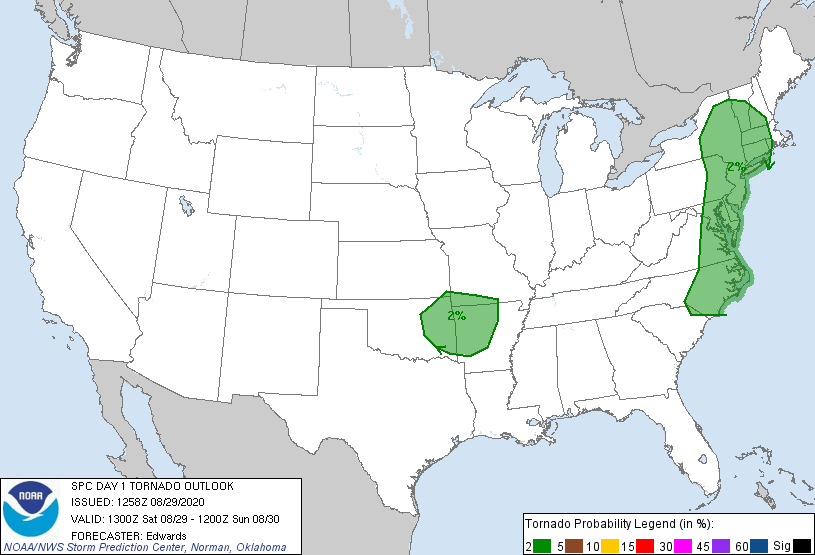 2%
2%
NOAA
SPC DAY 1 TORNADO OUTLOOK
ISSUED: 1258Z 08/29/2020
VALID: 1300Z Sat 08/29 - 1200Z Sun 08/30
FORECASTER: Edwards
NOAA/NWS Storm Prediction Center, Norman, Oklahoma
Tornado Probability Legend (in %):
2 5 10 15 30 45 60 Sig